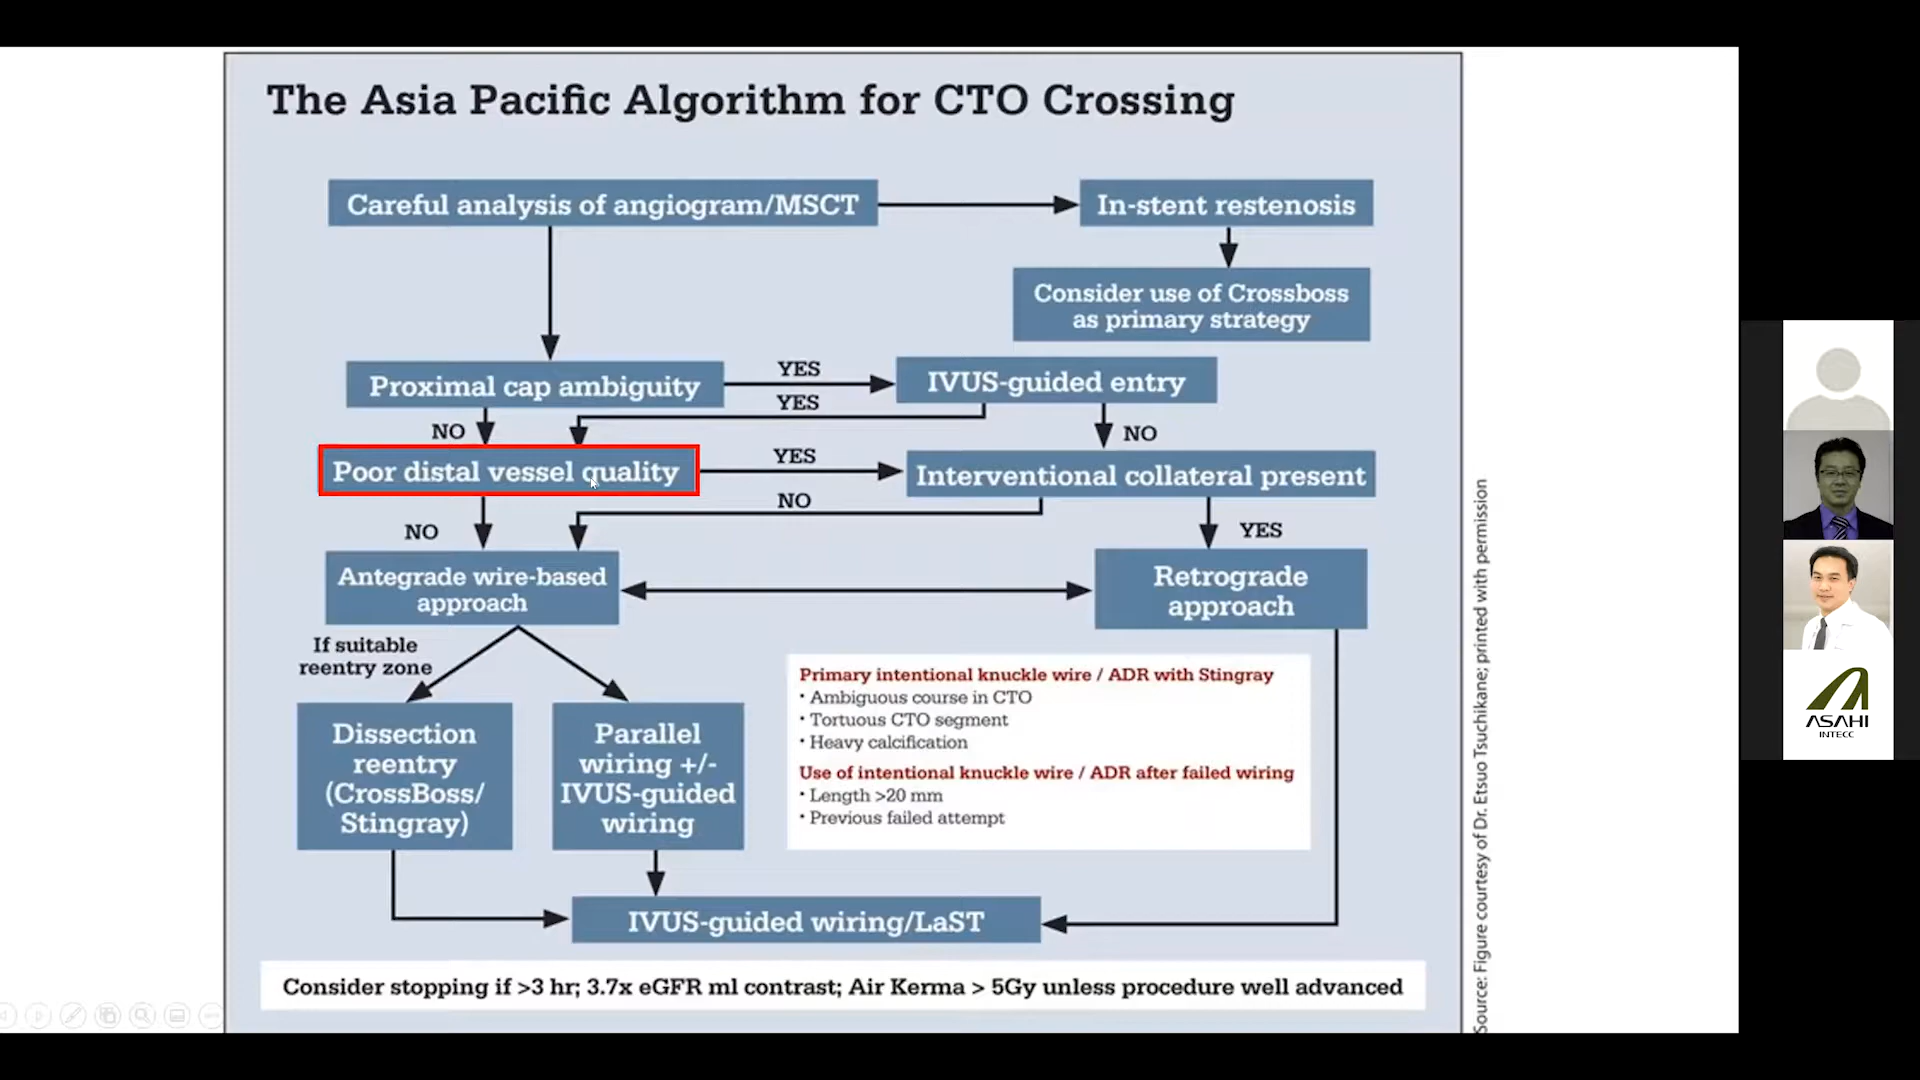 The Asia Pacific Algorithm for CTO Crossing
Careful analysis of angiogram/MSCT
In-stent restenosis
Consider use of Crossboss
as primary strategy
Proximal cap ambiguity
YES
IVUS-guided entry
YES
NO
NO
Poor distal vessel quality
YES
Interventional collateral present
NO
NO
YES
Antegrade wire-based
approach
Retrograde
approach
If suitable
reentry zone
Dissection
reentry
(CrossBoss/
Stingray)
Parallel
wiring +/-
IVUS-guided
wiring
Primary intentional knuckle wire / ADR with Stingray
• Ambiguous course in CTO
• Tortuous CTO segment
• Heavy calcification
Use of intentional knuckle wire / ADR after failed wiring
• Length >20 mm
• Previous failed attempt
IVUS-guided wiring/LaST
Consider stopping if >3 hr; 3.7x eGFR ml contrast; Air Kerma > 5Gy unless procedure well advanced
Source: Figure courtesy of Dr. Etsuo Tsuchikane; printed with permission
ASAHI
INTECC